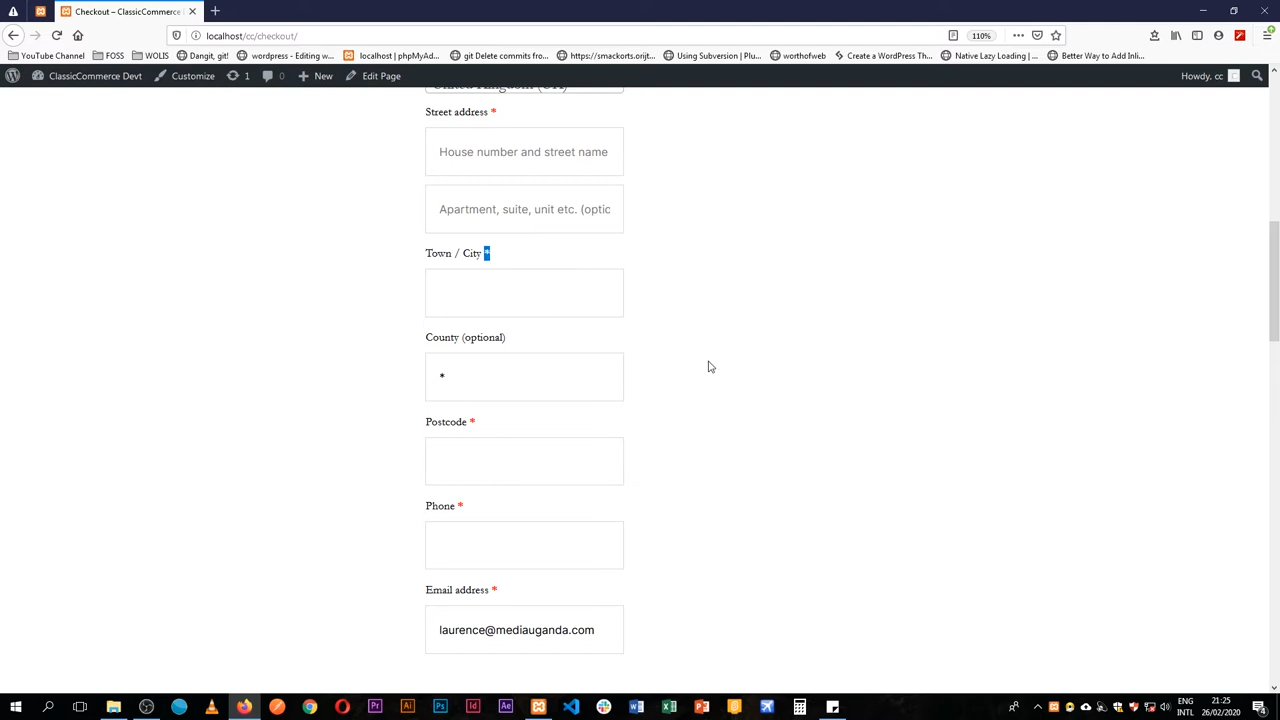 Checkout – ClassicCommerce
localhost/cc/checkout/
110%
YouTube Channel
FOSS
WOLIS
Dangit, git!
wordpress - Editing w...
localhost | phpMyAd...
git Delete commits fro...
https://smackorts.orijt...
Using Subversion | Plu...
worthofweb
Create a WordPress Th...
Native Lazy Loading | ...
Better Way to Add Inli...
ClassicCommerce Devt
Customize
1
0
New
Edit Page
Howdy, cc
United Kingdom (UK)
Street address *
House number and street name
Apartment, suite, unit etc. (optic
Town / City *
County (optional)
*
Postcode *
Phone *
Email address *
laurence@mediauganda.com
ENG
INTL
21:25
26/02/2020